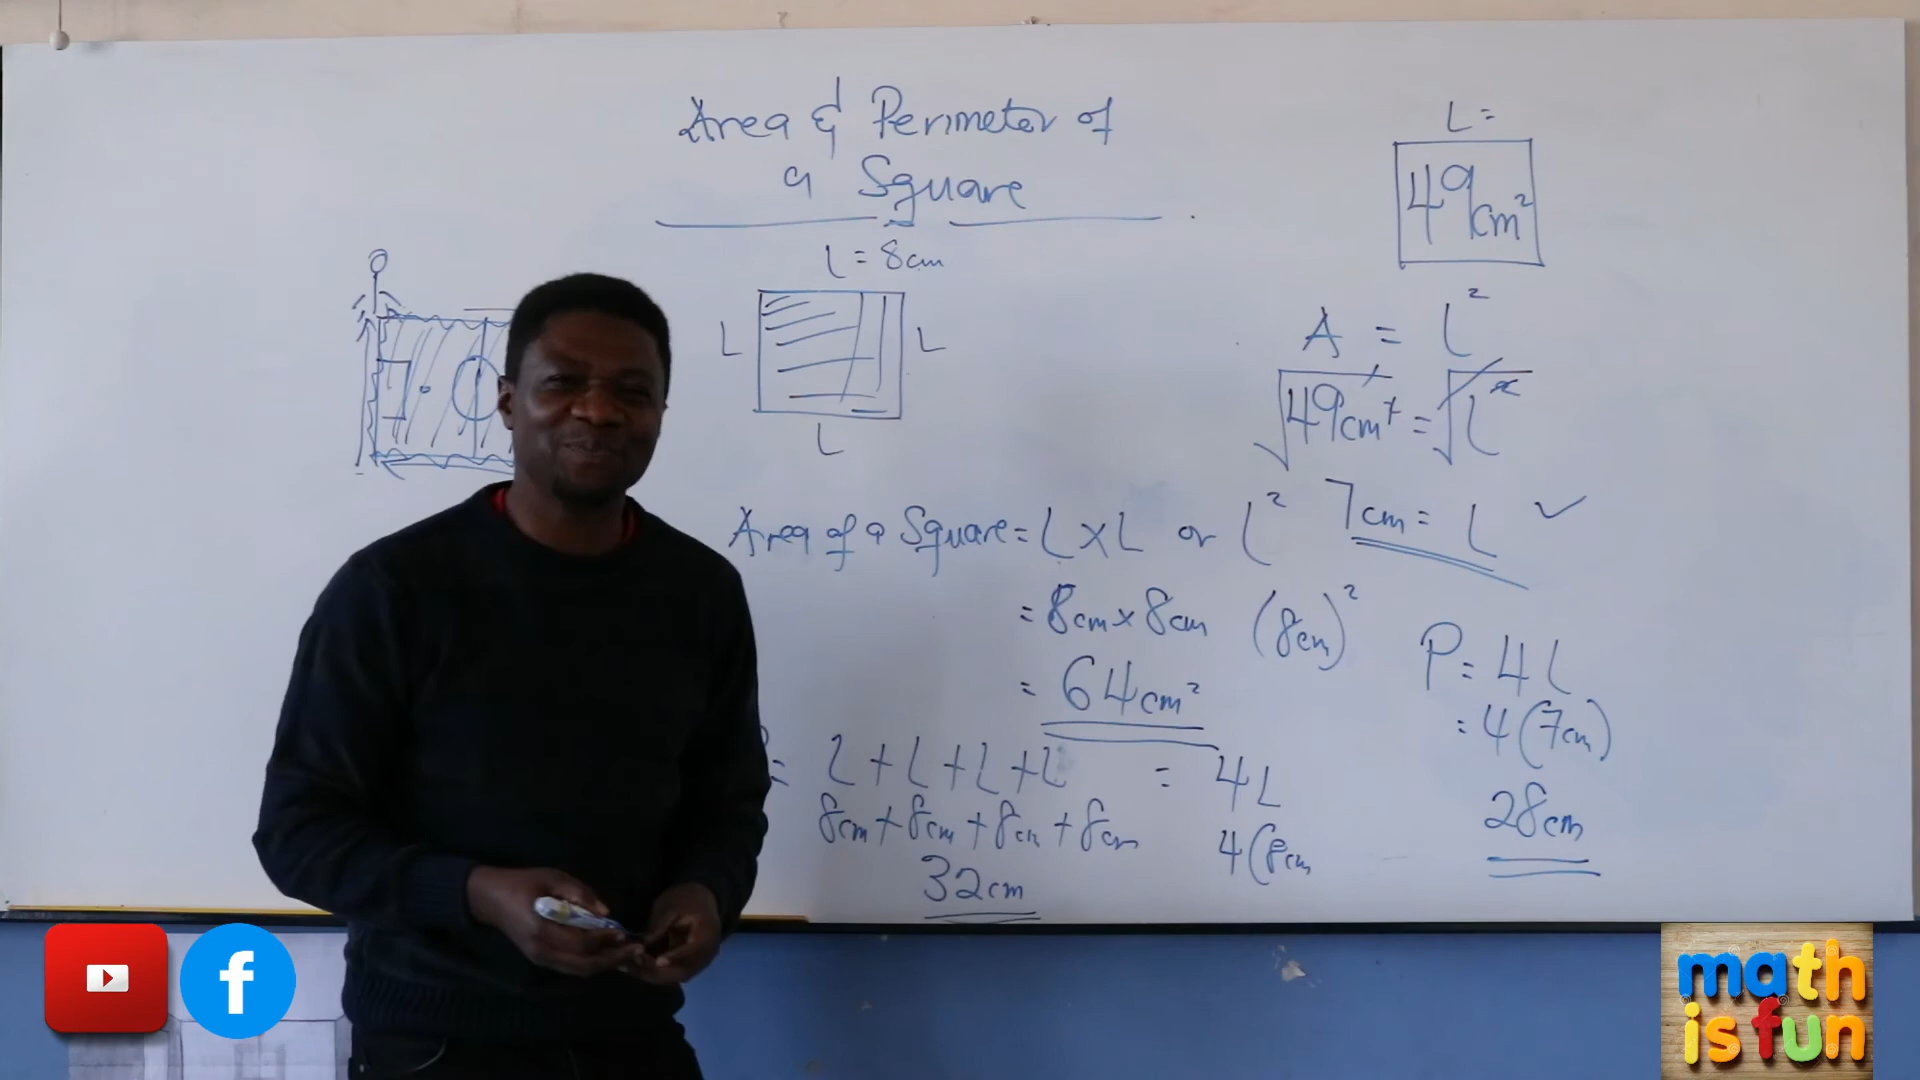 Area & Perimeter of
a Square
L = 8cm
L
L
L
Area of a Square = L × L or L²
= 8cm × 8cm (8cm)²
= 64cm²
= L + L + L + L = 4L
8cm + 8cm + 8cm + 8cm 4(8cm
32cm
L =
49cm²
A = L²
√49cm² = √L²
7cm = L ✓
P = 4L
= 4(7cm)
28cm
f
math
is fun